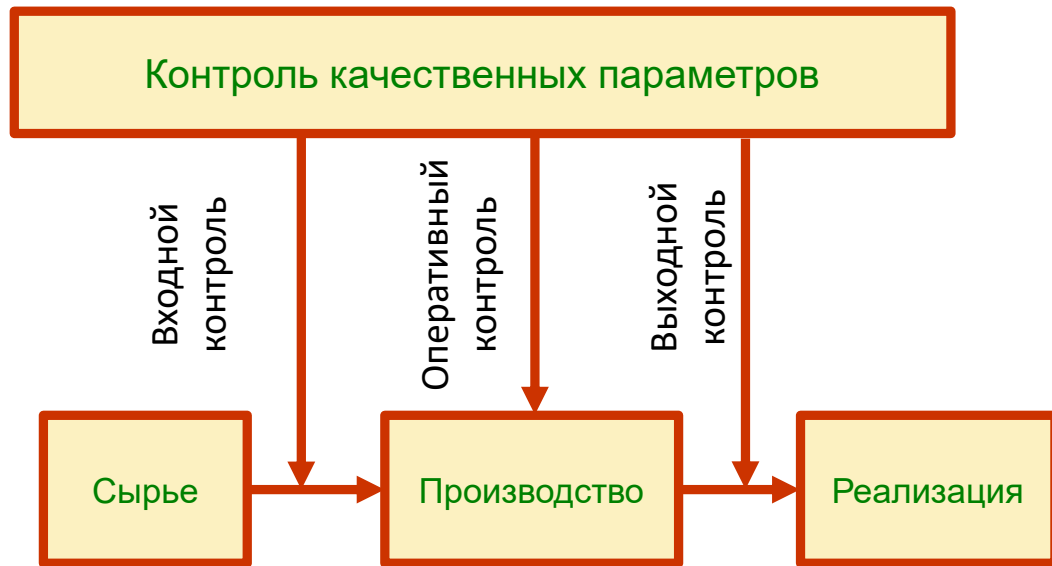 Контроль качественных параметров
Входной
контроль
Оперативный
контроль
Выходной
контроль
Сырье
Производство
Реализация